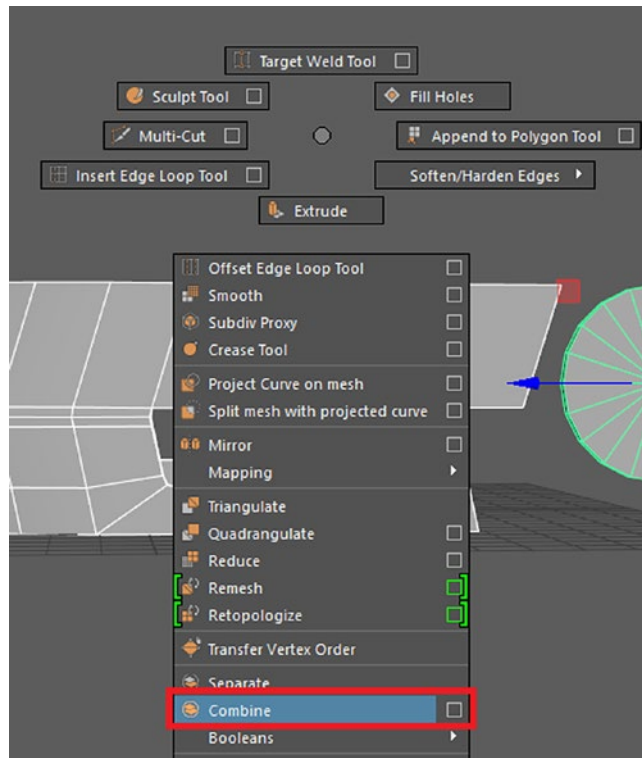 Target Weld Tool
Sculpt Tool
Fill Holes
Multi-Cut
Append to Polygon Tool
Insert Edge Loop Tool
Soften/Harden Edges
Extrude
Offset Edge Loop Tool
Smooth
Subdiv Proxy
Crease Tool
Project Curve on mesh
Split mesh with projected curve
Mirror
Mapping
Triangulate
Quadrangulate
Reduce
Remesh
Retopologize
Transfer Vertex Order
Separate
Combine
Booleans